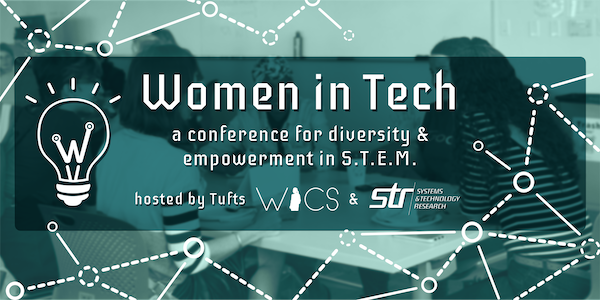 Women in Tech
a conference for diversity &
empowerment in S.T.E.M.
W
hosted by Tufts WiCS & STR SYSTEMS
&TECHNOLOGY
RESEARCH